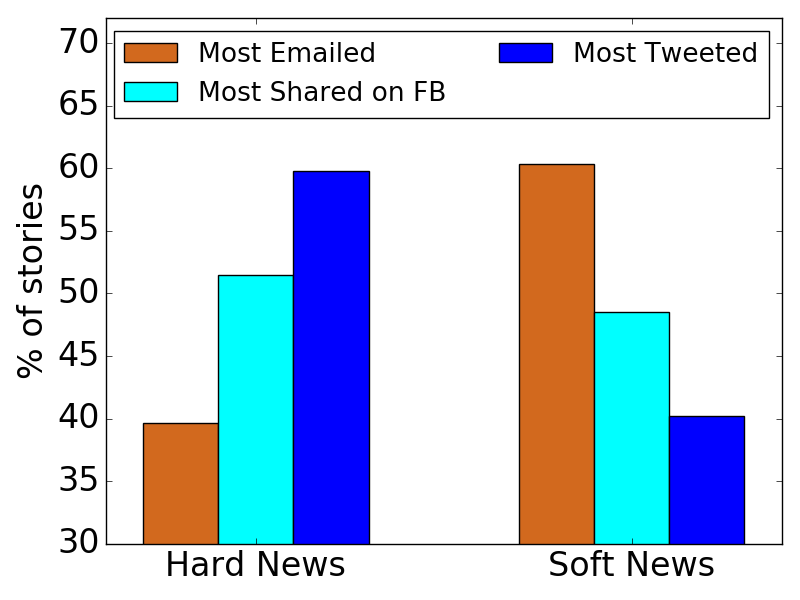 Most Emailed
Most Shared on FB
Most Tweeted
% of stories
70
65
60
55
50
45
40
35
30
Hard News
Soft News